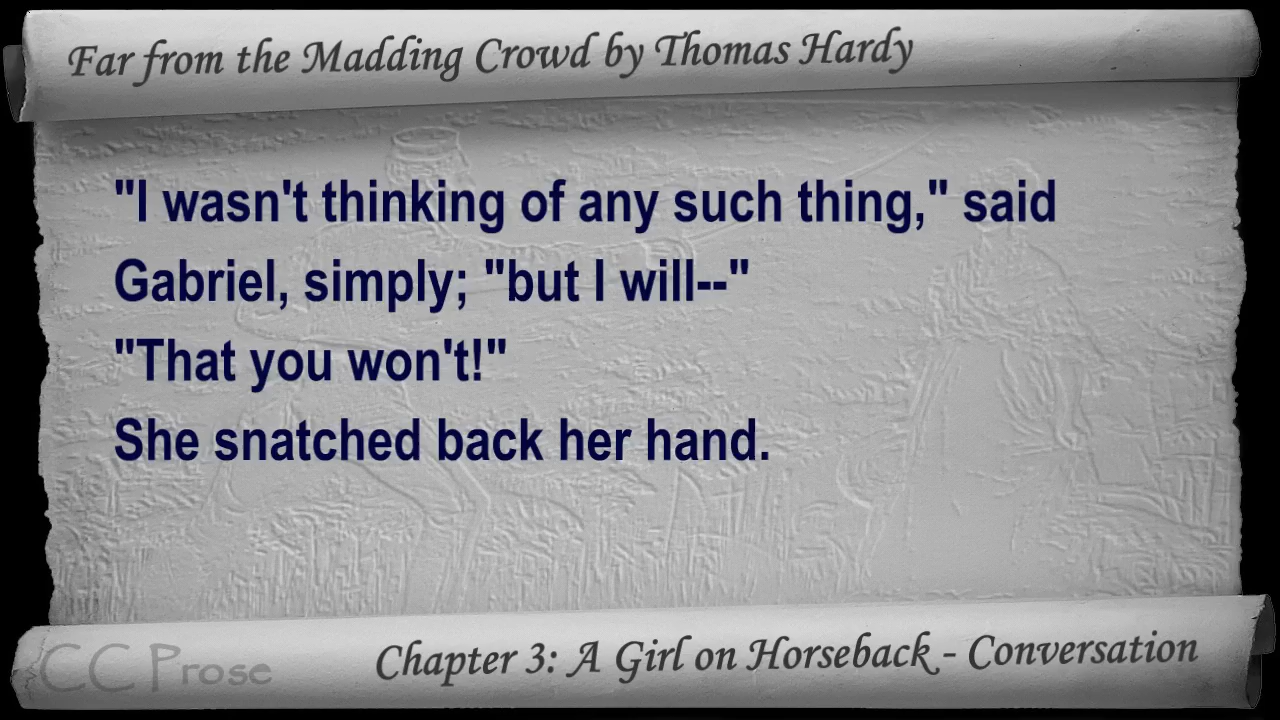 Far from the Madding Crowd by Thomas Hardy
"I wasn't thinking of any such thing," said
Gabriel, simply; "but I will--"
"That you won't!"
She snatched back her hand.
CC Prose
Chapter 3: A Girl on Horseback - Conversation